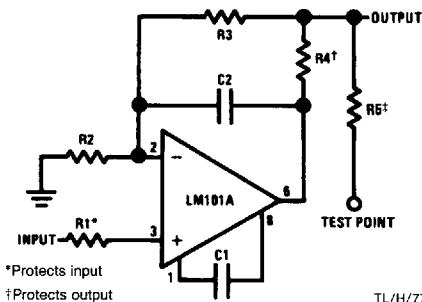 R3
OUTPUT
R4†
C2
R5‡
R2
2
LM101A
6
TEST POINT
INPUT
R1*
3
8
C1
1
*Protects input
†Protects output